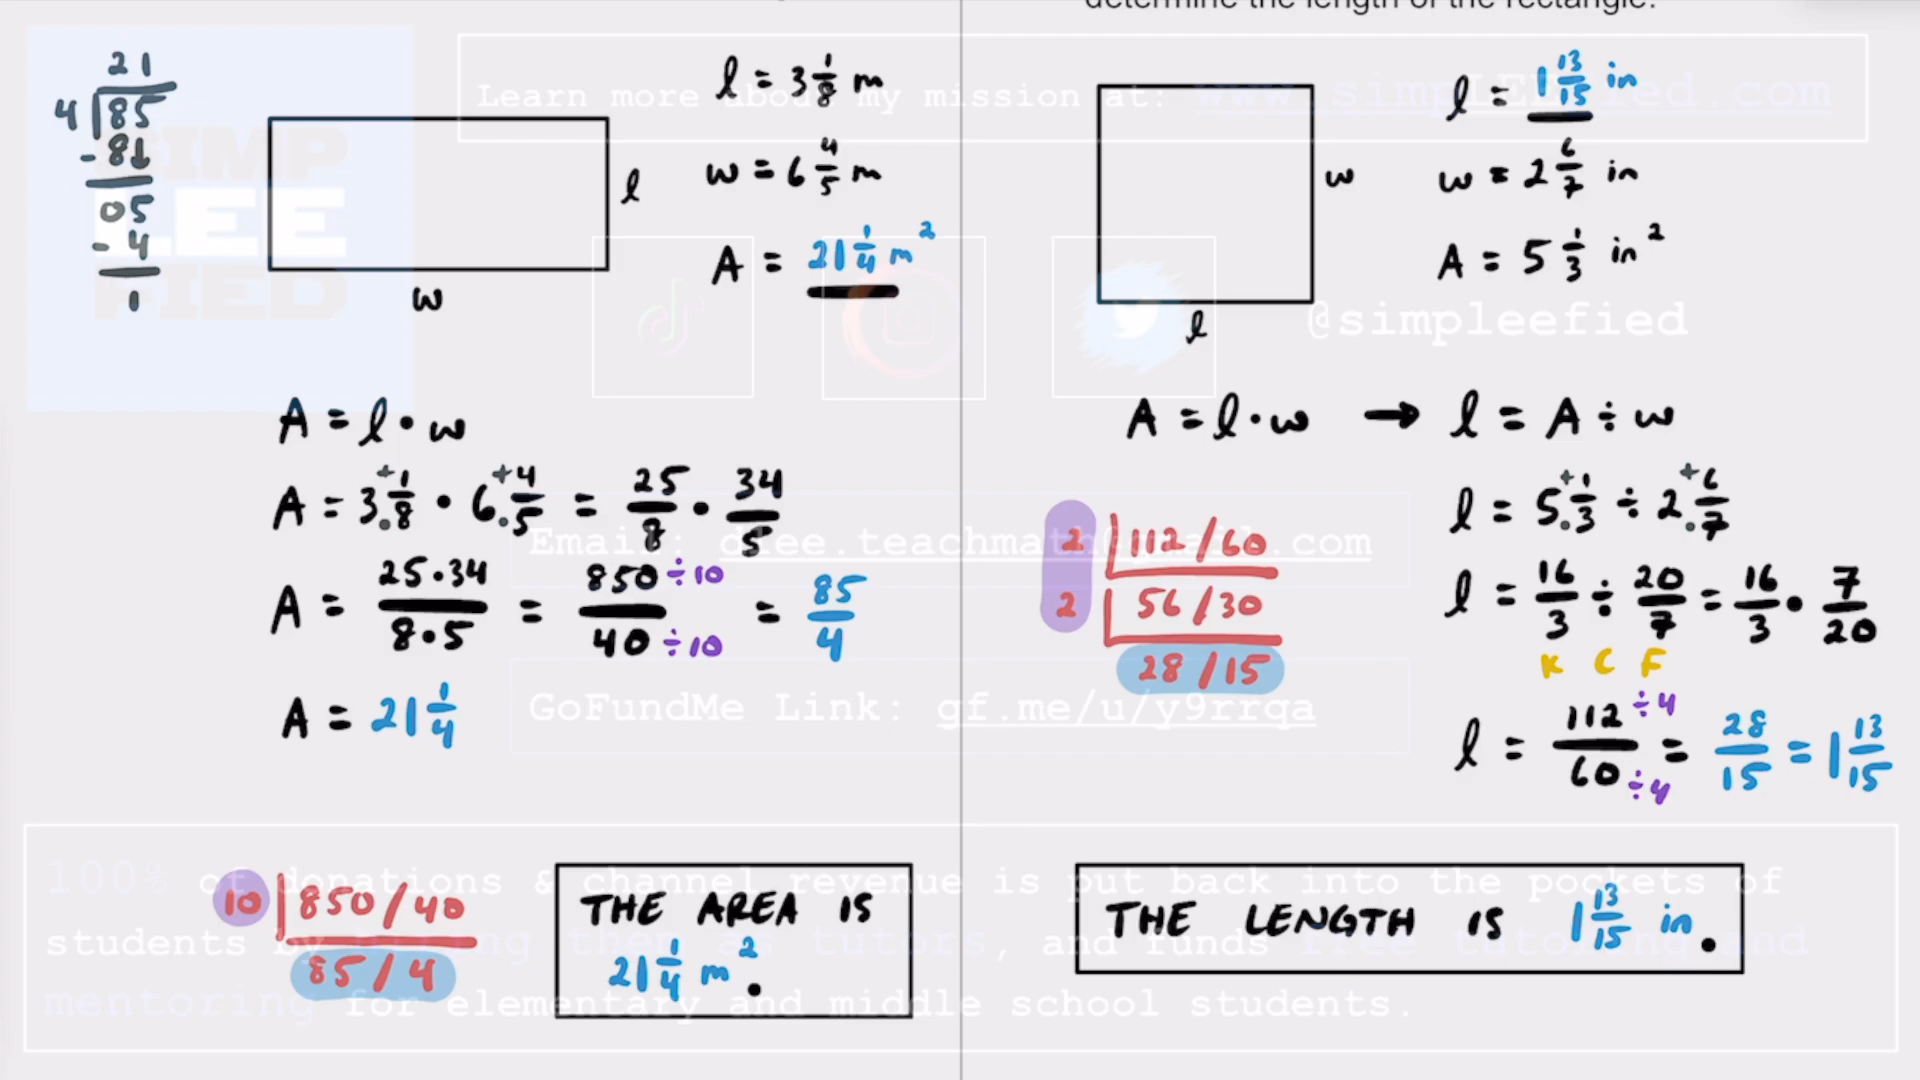 determine the length of the rectangle.
21
4 85
- 8↓
05
- 4
1
l = 3 1/8 m
w = 6 4/5 m
A = 21 1/4 m²
l
w
A = l · w
A = 3 1/8 · 6 4/5 = 25/8 · 34/5
A = 25·34/8·5 = 850÷10/40÷10 = 85/4
A = 21 1/4
10 850 / 40
85 / 4
THE AREA IS
21 1/4 m².
l = 1 13/15 in
w = 2 6/7 in
A = 5 1/3 in²
w
l
A = l · w → l = A ÷ w
l = 5 1/3 ÷ 2 6/7
l = 16/3 ÷ 20/7 = 16/3 · 7/20
K C F
l = 112÷4/60÷4 = 28/15 = 1 13/15
2 112 / 60
2 56 / 30
28 / 15
THE LENGTH IS 1 13/15 in.
SIMP
LEE
FIED
Learn more about my mission at: www.simpLEEfied.com
@simpleefied
Email: dlee.teachmath@gmail.com
GoFundMe Link: gf.me/u/y9rrqa
100% of donations & channel revenue is put back into the pockets of
students by hiring them as tutors, and funds free tutoring and
mentoring for elementary and middle school students.